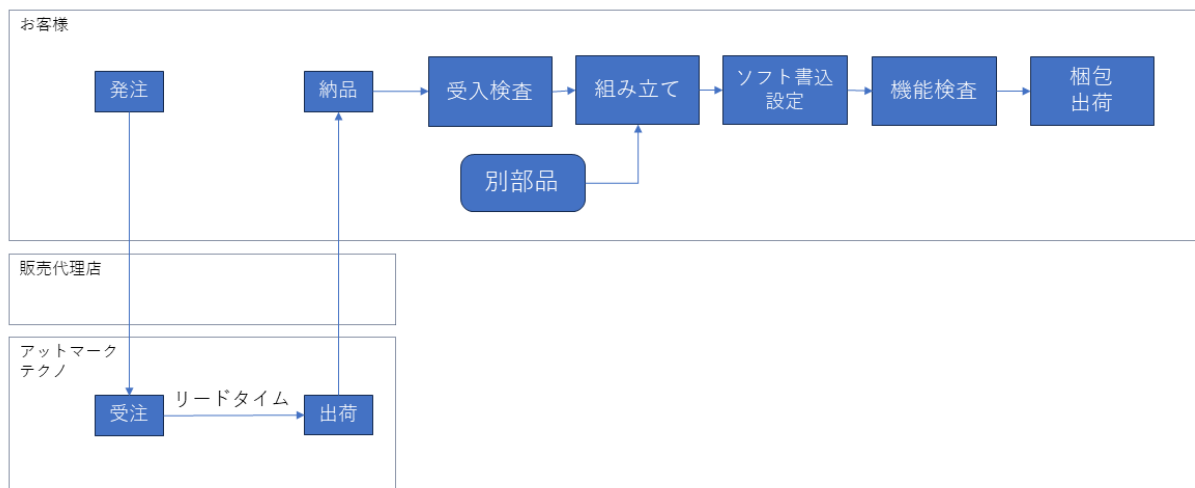 お客様
発注
納品
受入検査
組み立て
ソフト書込
設定
機能検査
梱包
出荷
別部品
販売代理店
アットマーク
テクノ
受注
リードタイム
出荷